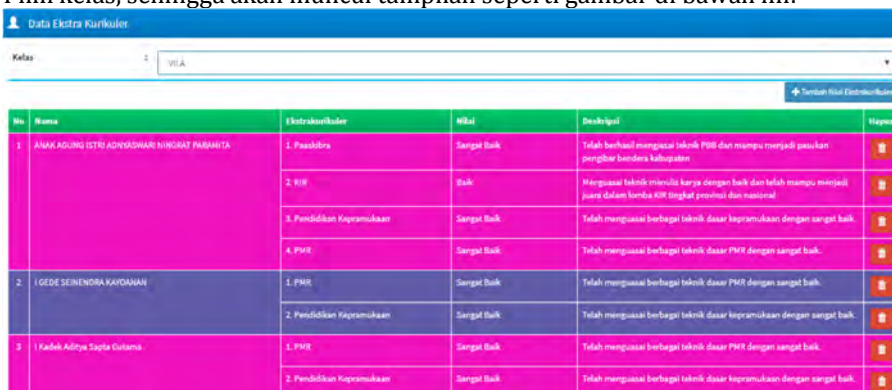 Pilih kelas, sehingga akan muncul tampilan seperti gambar di bawah ini:
Data Ekstra Kurikuler
Kelas : VII.A
Tambah Nilai Ekstrakurikuler
No Nama Ekstrakurikuler Nilai Deskripsi Hapus
1 ANAK AGUNG ISTRI ADNYASWARI NINGRAT PARAMITA 1. Paskibra Sangat Baik Telah berhasil menguasai teknik PBB dan mampu menjadi pasukan
pengibar bendera kabupaten
2. KIR Baik Menguasai teknik menulis karya dengan baik dan telah mampu menjadi
juara dalam lomba KIR tingkat provinsi dan nasional
3. Pendidikan Kepramukaan Sangat Baik Telah menguasai berbagai teknik dasar kepramukaan dengan sangat baik.
4. PMR Sangat Baik Telah menguasai berbagai teknik dasar PMR dengan sangat baik.
2 I GEDE KAYOANAN 1. PMR Sangat Baik Telah menguasai berbagai teknik dasar PMR dengan sangat baik.
2. Pendidikan Kepramukaan Sangat Baik Telah menguasai berbagai teknik dasar kepramukaan dengan sangat baik.
3 I Kadek Aditya Sapta Gutama 1. PMR Sangat Baik Telah menguasai berbagai teknik dasar PMR dengan sangat baik.
2. Pendidikan Kepramukaan Sangat Baik Telah menguasai berbagai teknik dasar kepramukaan dengan sangat baik.